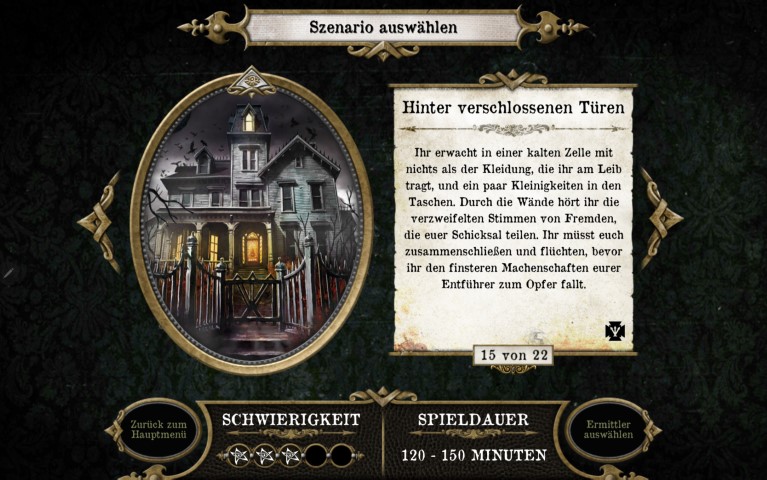 Szenario auswählen
Hinter verschlossenen Türen
Ihr erwacht in einer kalten Zelle mit
nichts als der Kleidung, die ihr am Leib
tragt, und ein paar Kleinigkeiten in den
Taschen. Durch die Wände hört ihr die
verzweifelten Stimmen von Fremden,
die euer Schicksal teilen. Ihr müsst euch
zusammenschließen und flüchten, bevor
ihr den finsteren Machenschaften eurer
Entführer zum Opfer fallt.
15 von 22
Zurück zum
Hauptmenü
SCHWIERIGKEIT
SPIELDAUER
120 - 150 MINUTEN
Ermittler
auswählen